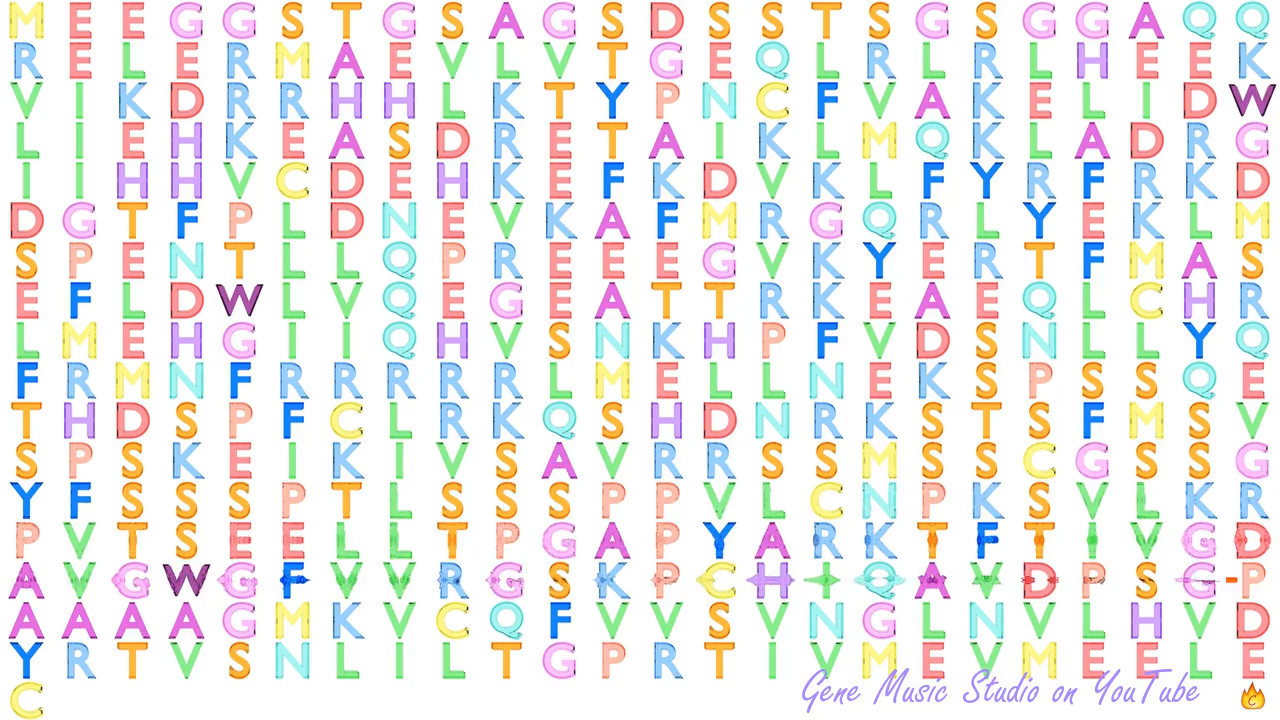 M E E G G S T G S A G S D S S T S G S G G A Q Q
R E L E R M A E V L V T G E Q L R L R L H E E K
V I K D R R H H L K T Y P N C F V A K E L I D W
L I E H K E A S D R E T A I K L M Q K L A D R G
I I H H V C D E H K E F K D V K L F Y R F R K D
D G T F P L D N E V K A F M R G Q R L Y E K L M
S P E N T L L Q P R E E E G V K Y E R T F M A S
E F L D W L V Q E G E A T T R K E A E Q L C H R
L M E H G I I Q H V S N K H P F V D S N L L Y Q
F R M N F R R R R R L M E L L N E K S P S S Q E
T H D S P F C L R K Q S H D N R K S T S F M S V
S P S K E I K I V S A V R R S S M S S C G S S G
Y F S S S P T L S S S P P V L C N P K S V L K R
P V T S E E L L T P G A P Y A R K T F T I V G D
A V G W G F V V R G S K P C H Q A V D P S
A A A A G M K V C Q F V V S V N G L N V L H V D
Y R T V S N L I L T G P R T I V M E V M E E L E
C
Gene Music Studio on YouTube